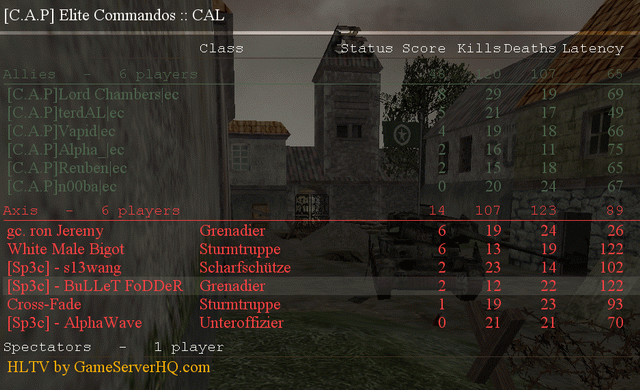 [C.A.P] Elite Commandos :: CAL
Class Status Score Kills Deaths Latency
Allies - 6 players 120 107 65
[C.A.P]Lord Chambers|ec 8 29 19 69
[C.A.P]terdAL|ec 5 21 17 49
[C.A.P]Vapid|ec 4 19 18 66
[C.A.P]Alpha_|ec 2 16 11 75
[C.A.P]Reuben|ec 2 15 18 65
[C.A.P]n00ba|ec 0 20 24 67
Axis - 6 players 14 107 123 89
gc. ron Jeremy Grenadier 6 19 24 26
White Male Bigot Sturmtruppe 6 13 19 122
[Sp3c] - s13wang Scharfschütze 2 23 14 102
[Sp3c] - BuLLeT FoDDeR Grenadier 2 12 22 122
Cross-Fade Sturmtruppe 1 19 23 93
[Sp3c] - AlphaWave Unteroffizier 0 21 21 70
Spectators - 1 player
HLTV by GameServerHQ.com